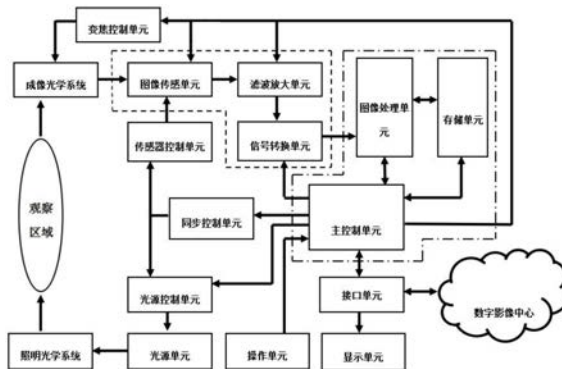 变焦控制单元
成像光学系统
图像传感单元
滤波放大单元
图像处理单
元
存储单元
传感器控制单元
信号转换单元
观察
区域
同步控制单元
主控制单元
光源控制单元
接口单元
数字影像中心
照明光学系统
光源单元
操作单元
显示单元